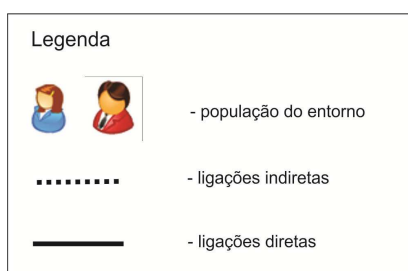 Legenda
- população do entorno
- ligações indiretas
- ligações diretas